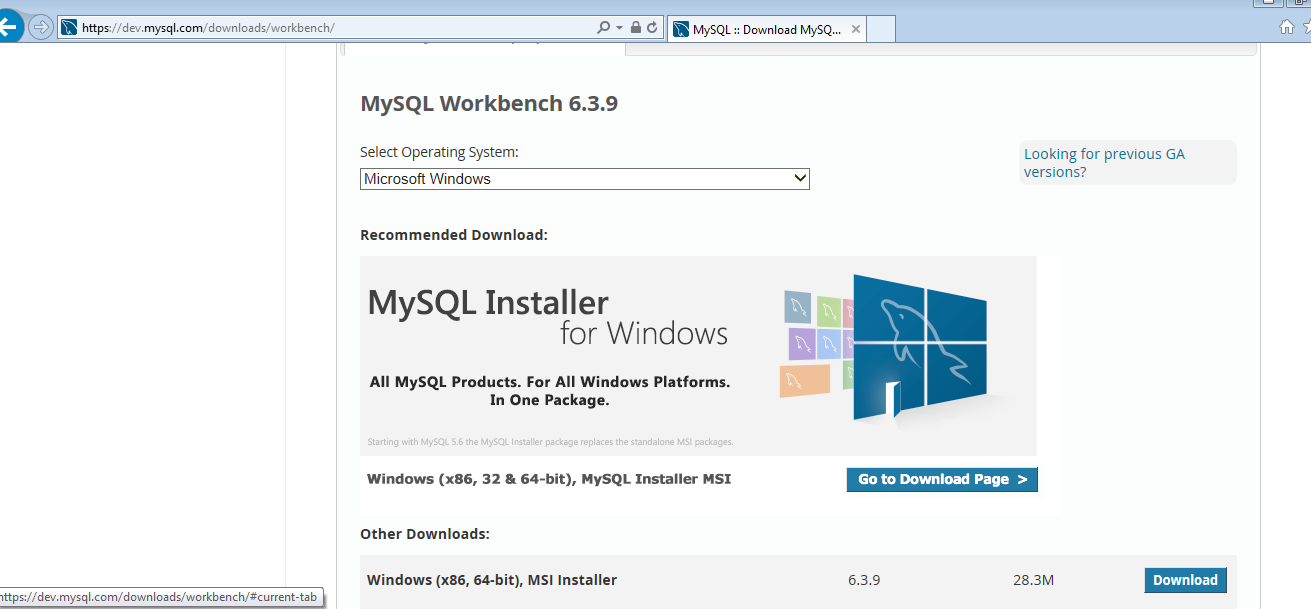 https://dev.mysql.com/downloads/workbench/
MySQL :: Download MySQ...
MySQL Workbench 6.3.9
Select Operating System:
Microsoft Windows
Looking for previous GA
versions?
Recommended Download:
MySQL Installer
for Windows
All MySQL Products. For All Windows Platforms.
In One Package.
Starting with MySQL 5.6 the MySQL Installer package replaces the standalone MSI packages.
Windows (x86, 32 & 64-bit), MySQL Installer MSI
Go to Download Page >
Other Downloads:
Windows (x86, 64-bit), MSI Installer 6.3.9 28.3M Download
https://dev.mysql.com/downloads/workbench/#current-tab